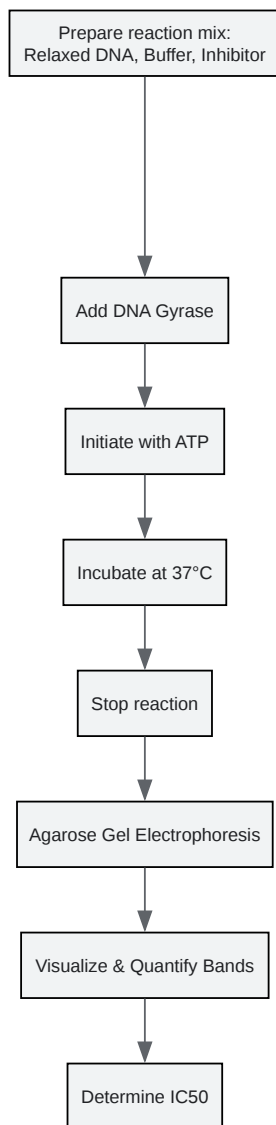 Prepare reaction mix:
Relaxed DNA, Buffer, Inhibitor
Add DNA Gyrase
Initiate with ATP
Incubate at 37°C
Stop reaction
Agarose Gel Electrophoresis
Visualize & Quantify Bands
Determine IC50